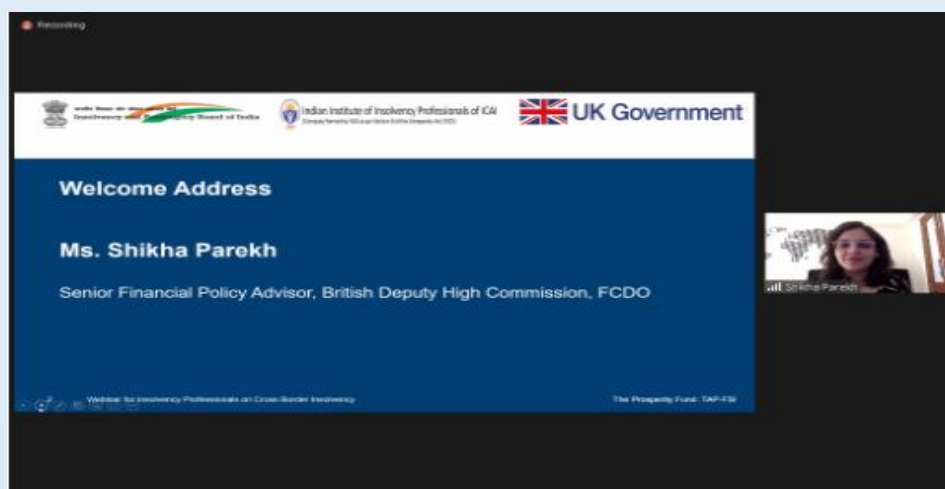 Recording
Insolvency and Bankruptcy Board of India
Indian Institute of Insolvency Professionals of ICAI
UK Government
Welcome Address
Ms. Shikha Parekh
Senior Financial Policy Advisor, British Deputy High Commission, FCDO
Shikha Parekh
Webinar for Insolvency Professionals on Cross Border Insolvency
The Prosperity Fund: TAP-FSI